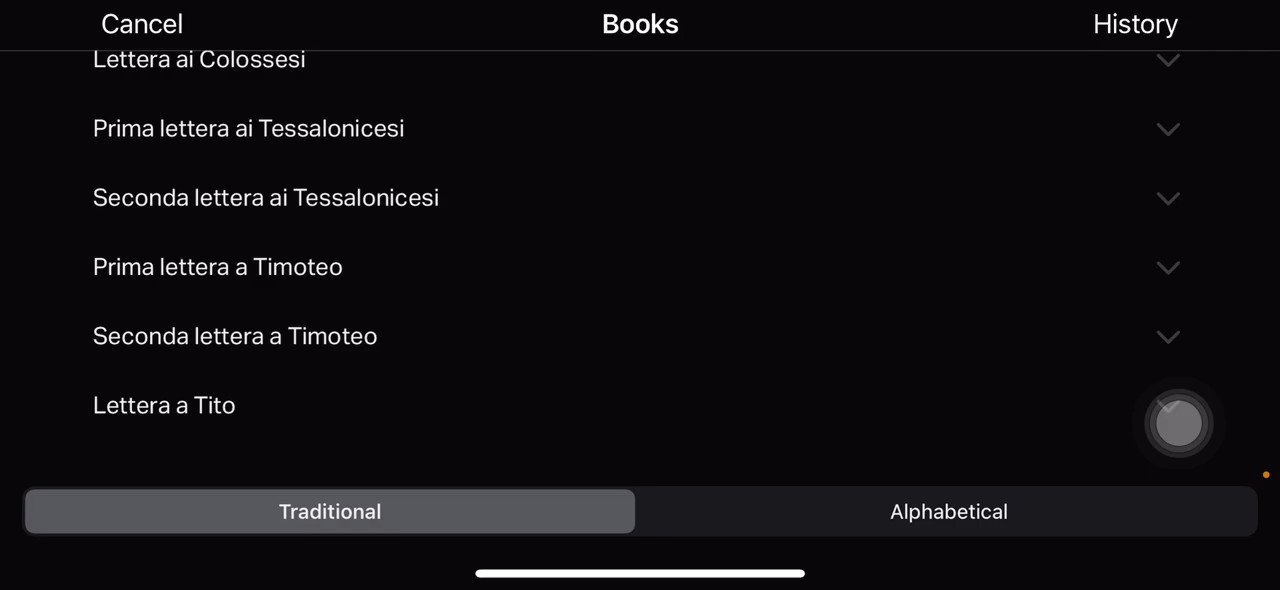 Cancel
Books
History
Lettera ai Colossesi
Prima lettera ai Tessalonicesi
Seconda lettera ai Tessalonicesi
Prima lettera a Timoteo
Seconda lettera a Timoteo
Lettera a Tito
Traditional
Alphabetical